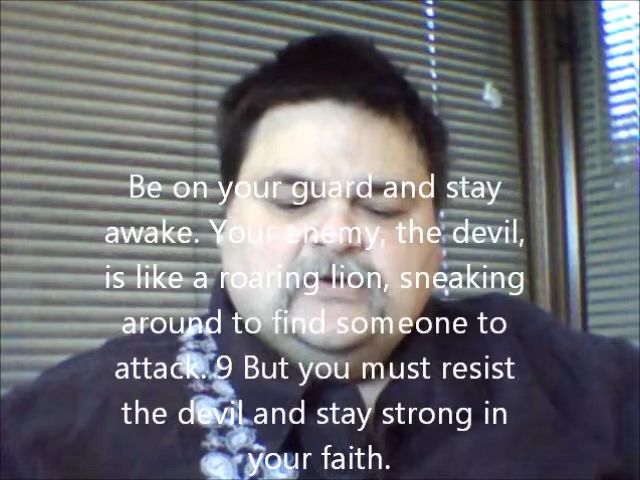 Be on your guard and stay
awake. Your enemy, the devil,
is like a roaring lion, sneaking
around to find someone to
attack. 9 But you must resist
the devil and stay strong in
your faith.